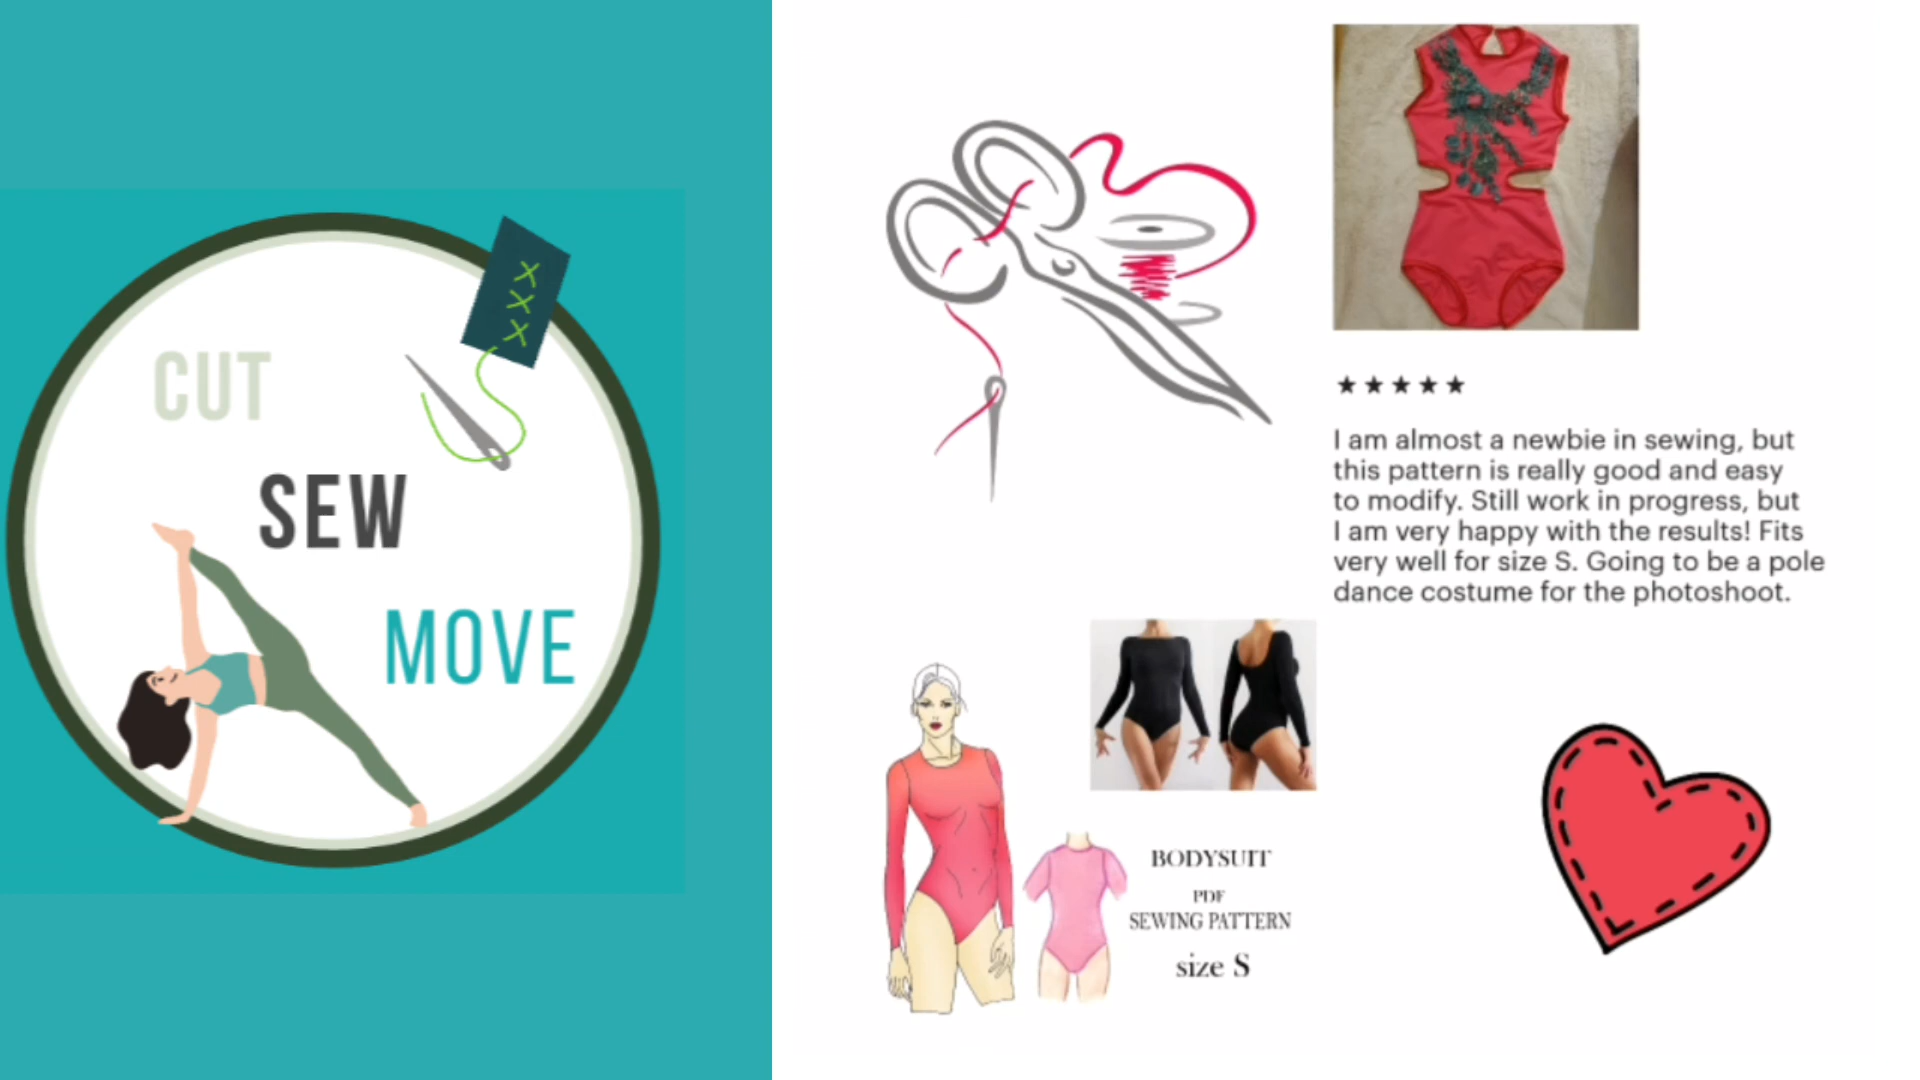 CUT
SEW
MOVE
★★★★★
I am almost a newbie in sewing, but
this pattern is really good and easy
to modify. Still work in progress, but
I am very happy with the results! Fits
very well for size S. Going to be a pole
dance costume for the photoshoot.
BODYSUIT
PDF
SEWING PATTERN
size S